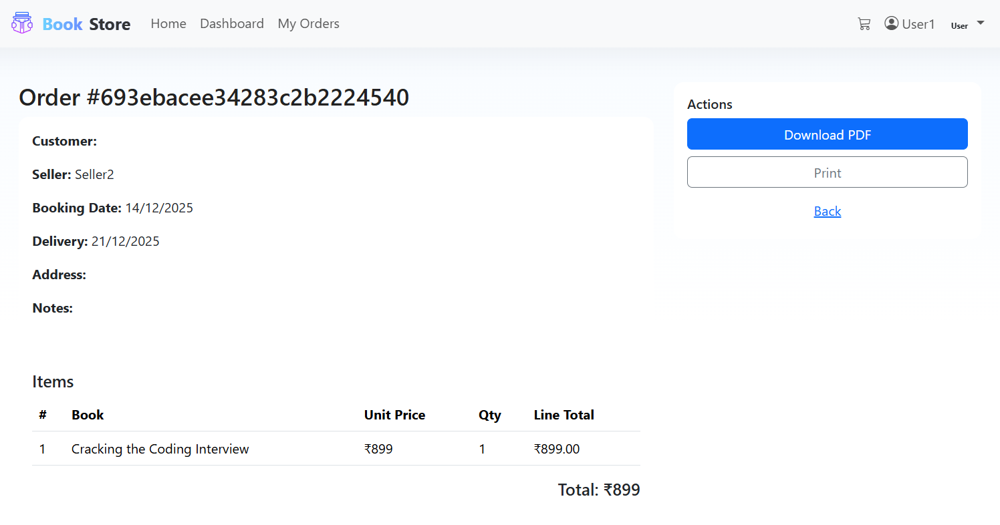 Book Store Home Dashboard My Orders User1 User
Order #693ebacee34283c2b2224540
Customer:
Seller: Seller2
Booking Date: 14/12/2025
Delivery: 21/12/2025
Address:
Notes:
Items
# Book Unit Price Qty Line Total
1 Cracking the Coding Interview ₹899 1 ₹899.00
Total: ₹899
Actions
Download PDF
Print
Back